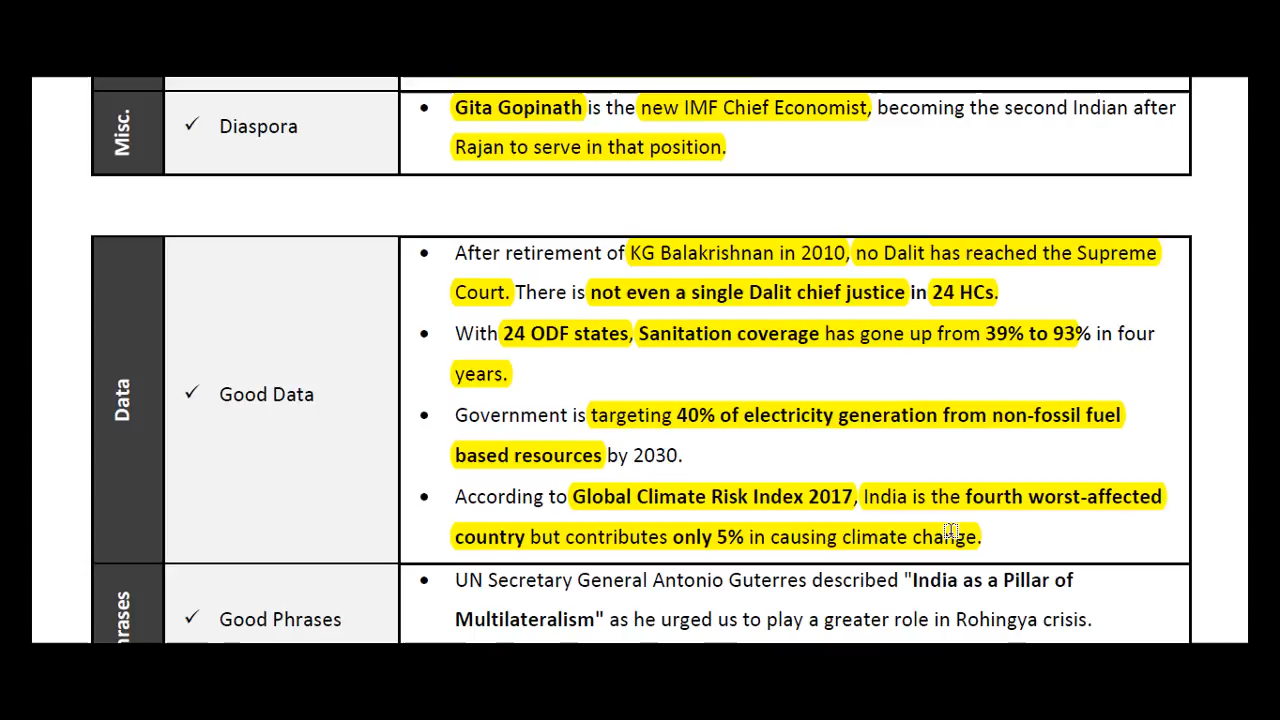 Misc.
✓ Diaspora
• Gita Gopinath is the new IMF Chief Economist, becoming the second Indian after
Rajan to serve in that position.
Data
✓ Good Data
• After retirement of KG Balakrishnan in 2010, no Dalit has reached the Supreme
Court. There is not even a single Dalit chief justice in 24 HCs.
• With 24 ODF states, Sanitation coverage has gone up from 39% to 93% in four
years.
• Government is targeting 40% of electricity generation from non-fossil fuel
based resources by 2030.
• According to Global Climate Risk Index 2017, India is the fourth worst-affected
country but contributes only 5% in causing climate change.
rases
✓ Good Phrases
• UN Secretary General Antonio Guterres described "India as a Pillar of
Multilateralism" as he urged us to play a greater role in Rohingya crisis.